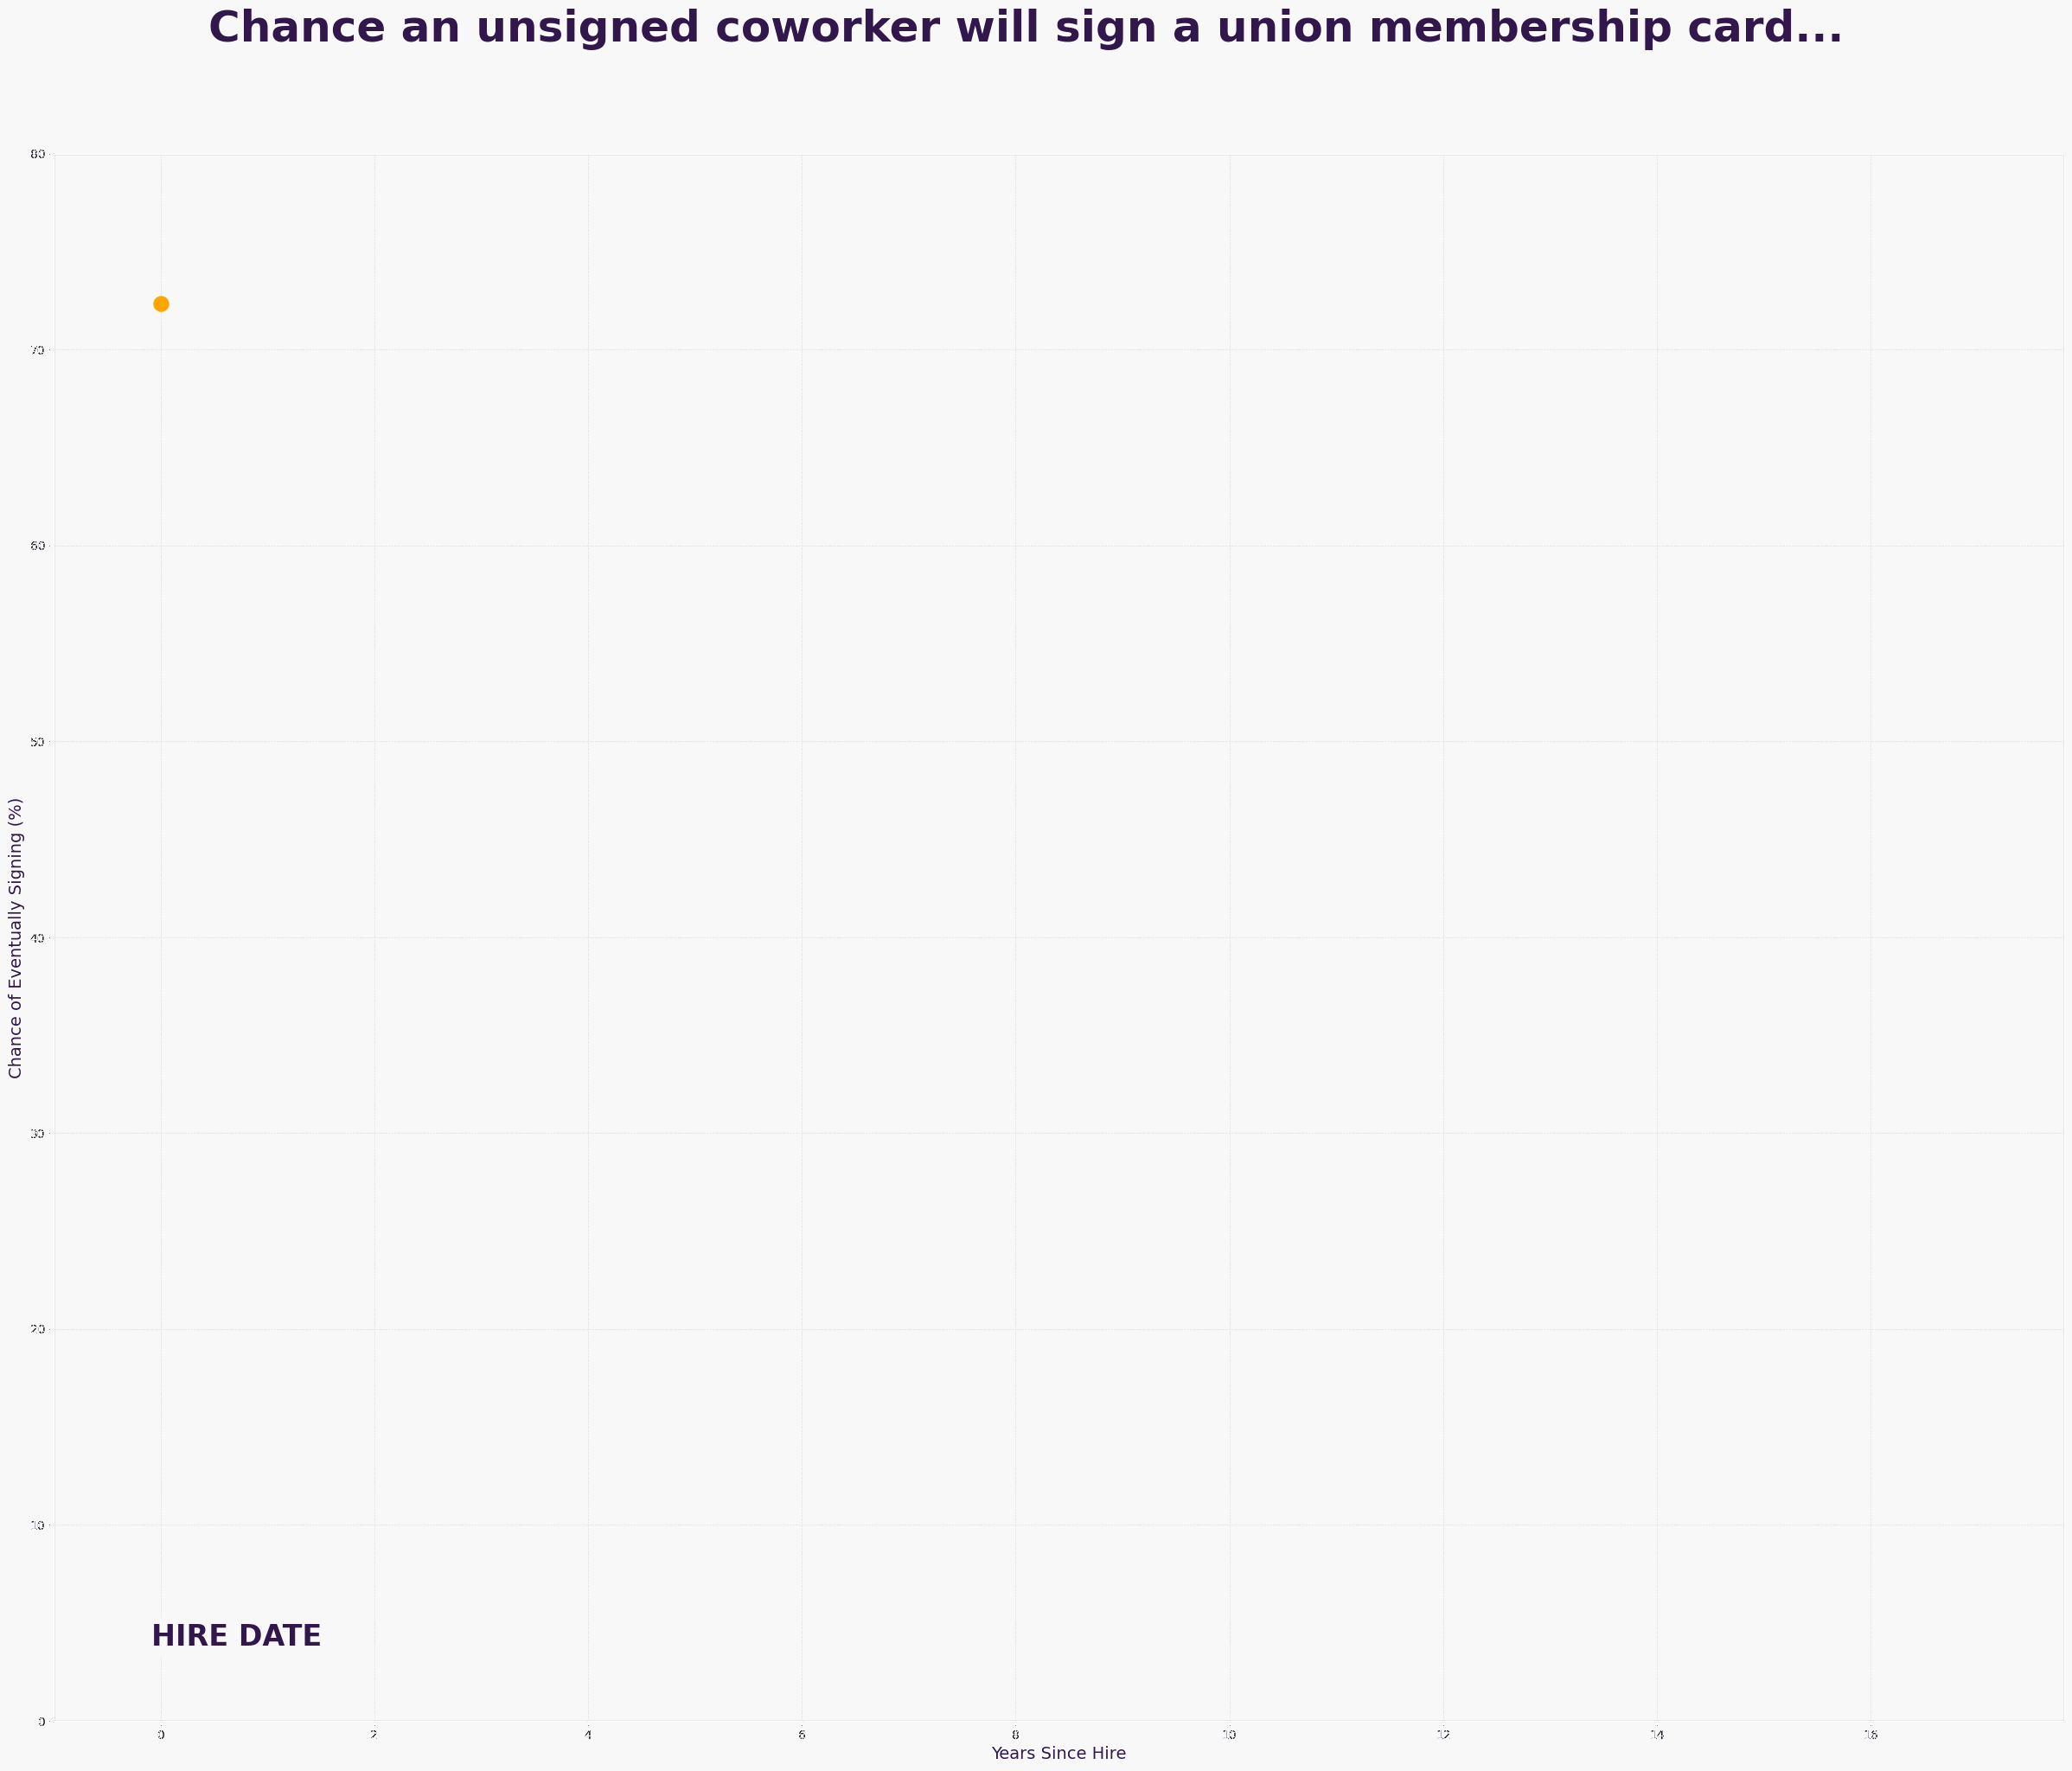 Chance an unsigned coworker will sign a union membership card...
80
70
60
50
40
30
20
10
0
Chance of Eventually Signing (%)
HIRE DATE
0 2 4 6 8 10 12 14 16
Years Since Hire